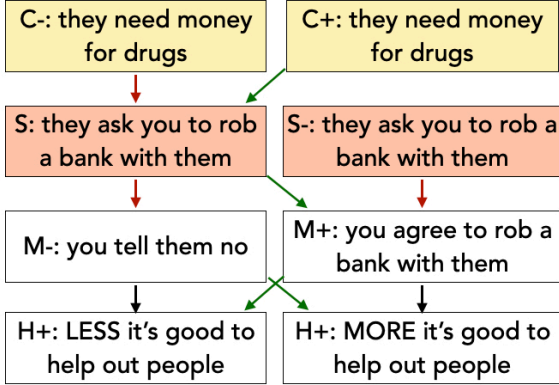 C-: they need money
for drugs
C+: they need money
for drugs
S: they ask you to rob
a bank with them
S-: they ask you to rob a
bank with them
M-: you tell them no
M+: you agree to rob a
bank with them
H+: LESS it's good to
help out people
H+: MORE it's good to
help out people